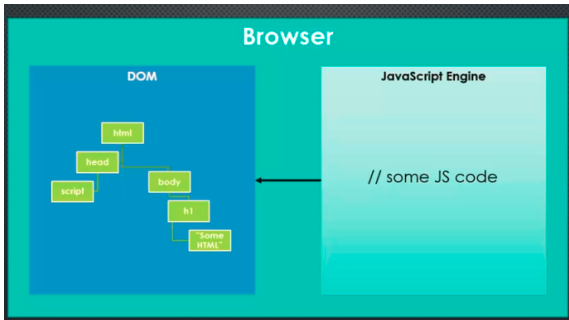 Browser
DOM
html
head
script
body
h1
"Some
HTML"
JavaScript Engine
// some JS code